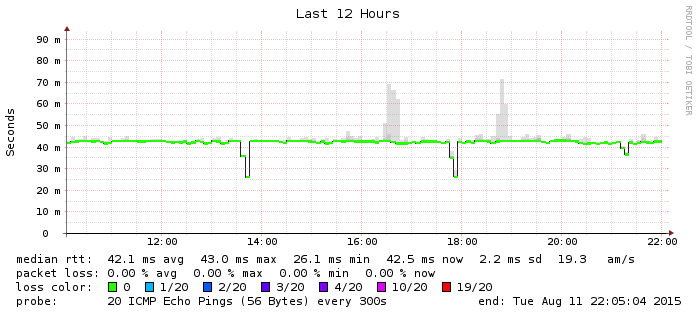 Last 12 Hours
RRDTOOL / TOBI OETIKER
Seconds
90 m
80 m
70 m
60 m
50 m
40 m
30 m
20 m
10 m
0
12:00 14:00 16:00 18:00 20:00 22:00
median rtt: 42.1 ms avg 43.0 ms max 26.1 ms min 42.5 ms now 2.2 ms sd 19.3 am/s
packet loss: 0.00 % avg 0.00 % max 0.00 % min 0.00 % now
loss color: 0 1/20 2/20 3/20 4/20 10/20 19/20
probe: 20 ICMP Echo Pings (56 Bytes) every 300s end: Tue Aug 11 22:05:04 2015